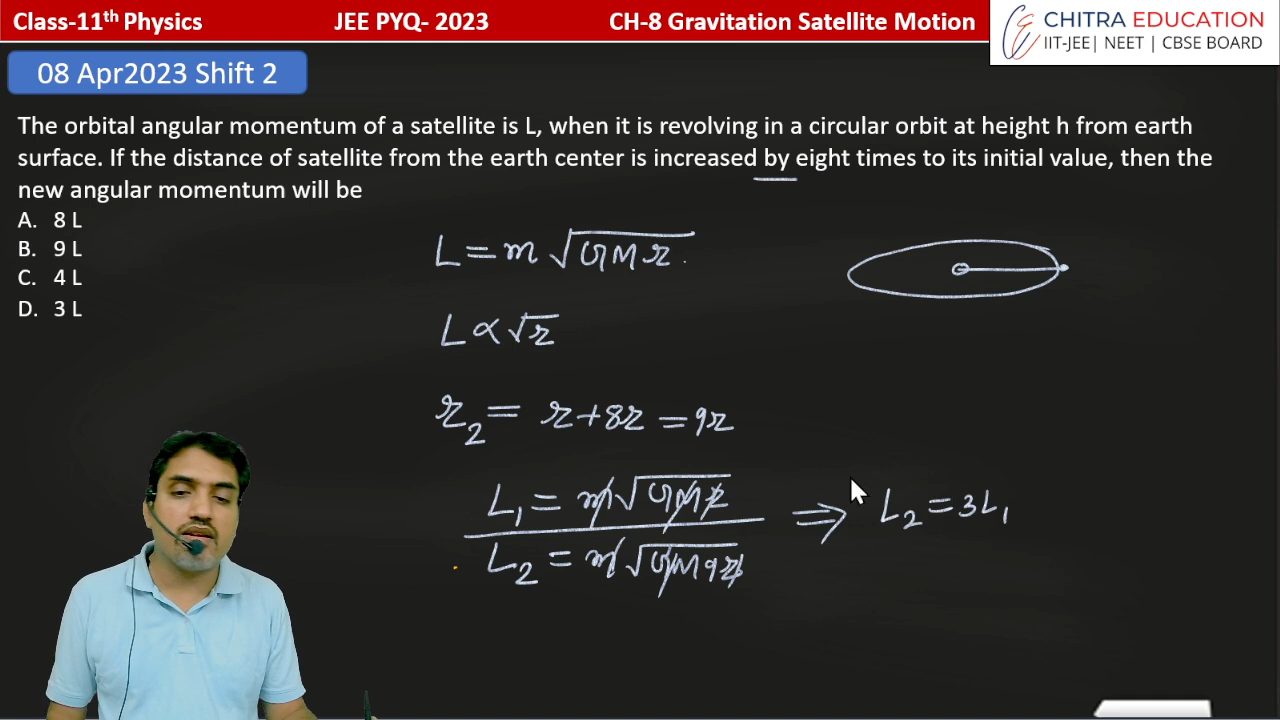 Class-11th Physics JEE PYQ- 2023 CH-8 Gravitation Satellite Motion
CHITRA EDUCATION
IIT-JEE| NEET | CBSE BOARD
08 Apr2023 Shift 2
The orbital angular momentum of a satellite is L, when it is revolving in a circular orbit at height h from earth
surface. If the distance of satellite from the earth center is increased by eight times to its initial value, then the
new angular momentum will be
A. 8 L
B. 9 L
C. 4 L
D. 3 L
L = m √GMr
L ∝ √r
r₂ = r+8r = 9r
L₁ = m√GMr
L₂ = m√GM9r
⇒ L₂ = 3L₁